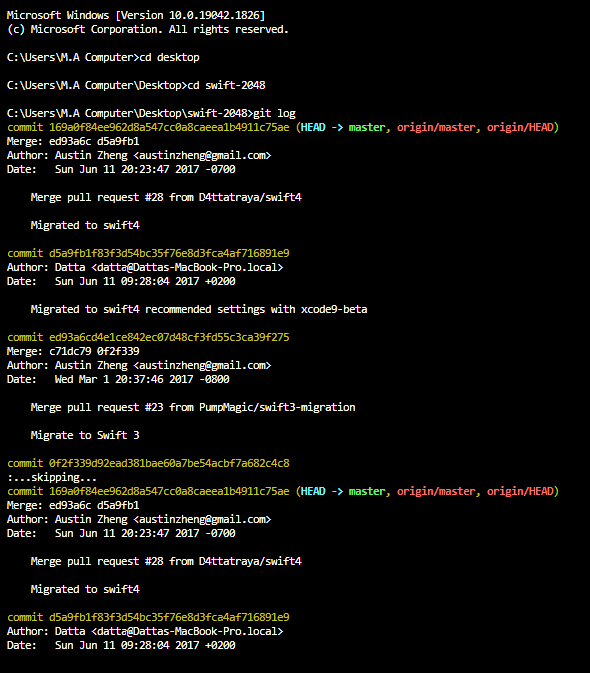 Microsoft Windows [Version 10.0.19042.1826]
(c) Microsoft Corporation. All rights reserved.
C:\Users\M.A Computer>cd desktop
C:\Users\M.A Computer\Desktop>cd swift-2048
C:\Users\M.A Computer\Desktop\swift-2048>git log
commit 169a0f84ee962d8a547cc0a8caeea1b4911c75ae (HEAD -> master, origin/master, origin/HEAD)
Merge: ed93a6c d5a9fb1
Author: Austin Zheng <austinzheng@gmail.com>
Date:   Sun Jun 11 20:23:47 2017 -0700
    Merge pull request #28 from D4ttatraya/swift4
    Migrated to swift4
commit d5a9fb1f83f3d54bc35f76e8d3fca4af716891e9
Author: Datta <datta@Dattas-MacBook-Pro.local>
Date:   Sun Jun 11 09:28:04 2017 +0200
    Migrated to swift4 recommended settings with xcode9-beta
commit ed93a6cd4e1ce842ec07d48cf3fd55c3ca39f275
Merge: c71dc79 0f2f339
Author: Austin Zheng <austinzheng@gmail.com>
Date:   Wed Mar 1 20:37:46 2017 -0800
    Merge pull request #23 from PumpMagic/swift3-migration
    Migrate to Swift 3
commit 0f2f339d92ead381bae60a7be54acbf7a682c4c8
:...skipping...
commit 169a0f84ee962d8a547cc0a8caeea1b4911c75ae (HEAD -> master, origin/master, origin/HEAD)
Merge: ed93a6c d5a9fb1
Author: Austin Zheng <austinzheng@gmail.com>
Date:   Sun Jun 11 20:23:47 2017 -0700
    Merge pull request #28 from D4ttatraya/swift4
    Migrated to swift4
commit d5a9fb1f83f3d54bc35f76e8d3fca4af716891e9
Author: Datta <datta@Dattas-MacBook-Pro.local>
Date:   Sun Jun 11 09:28:04 2017 +0200